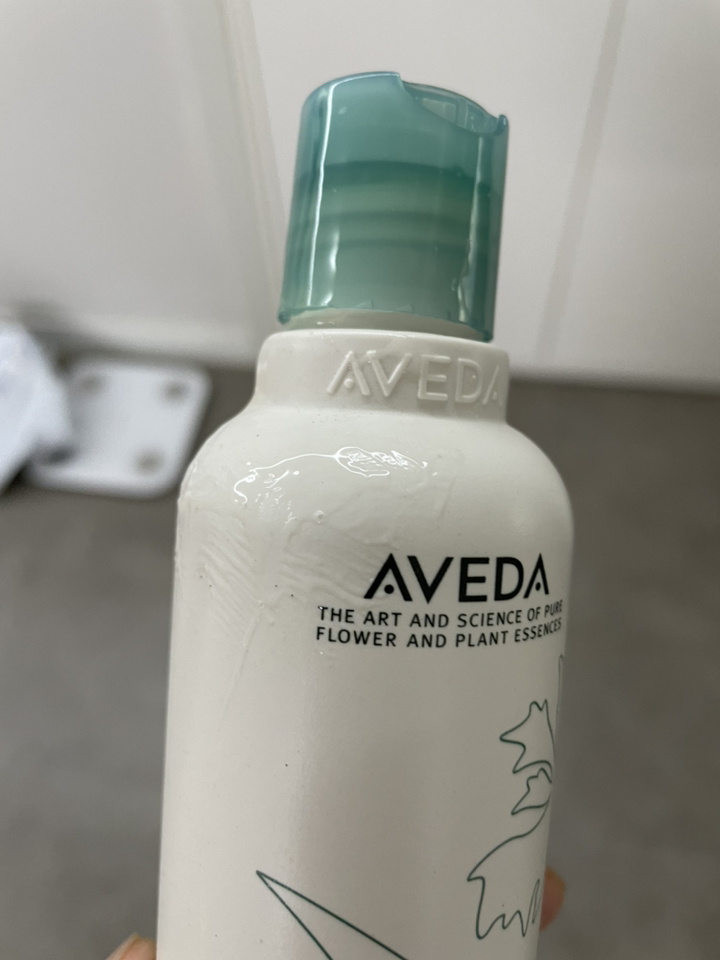 AVEDA
AVEDA
THE ART AND SCIENCE OF PURE
FLOWER AND PLANT ESSENCES